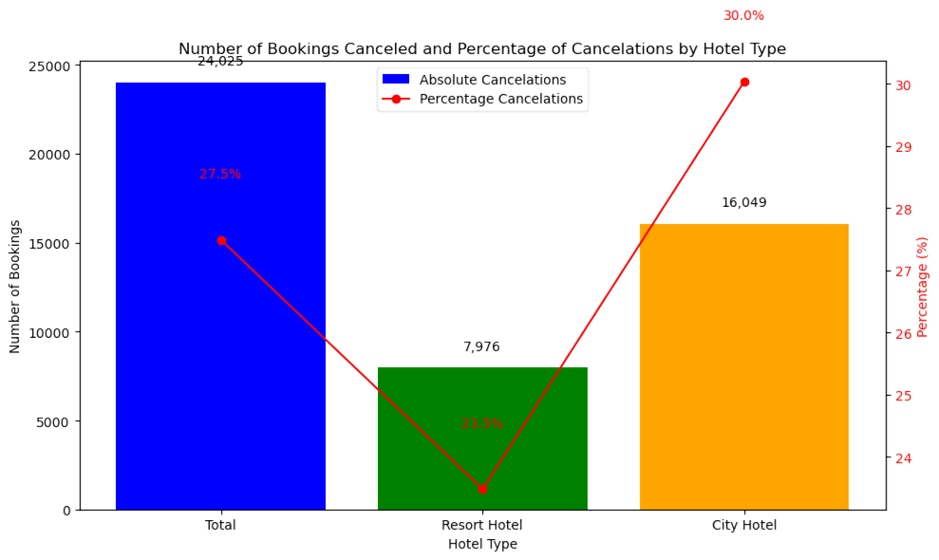 30.0%
Number of Bookings Canceled and Percentage of Cancelations by Hotel Type
24,025
Absolute Cancelations
Percentage Cancelations
27.5%
16,049
7,976
23.5%
25000
20000
15000
10000
5000
0
Number of Bookings
30
29
28
27
26
25
24
Percentage (%)
Total
Resort Hotel
City Hotel
Hotel Type